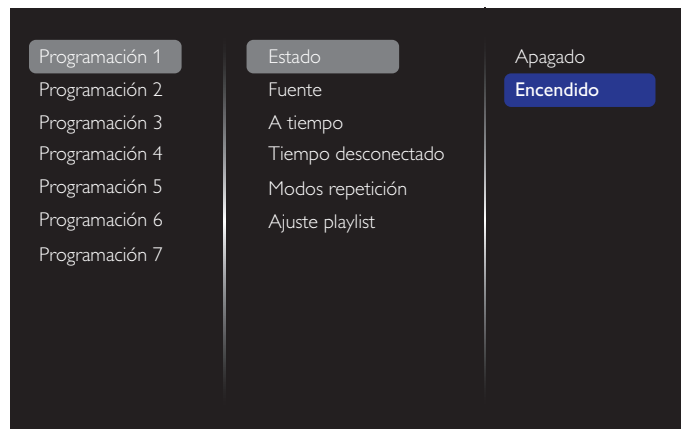 Programación 1
Programación 2
Programación 3
Programación 4
Programación 5
Programación 6
Programación 7
Estado
Fuente
A tiempo
Tiempo desconectado
Modos repetición
Ajuste playlist
Apagado
Encendido